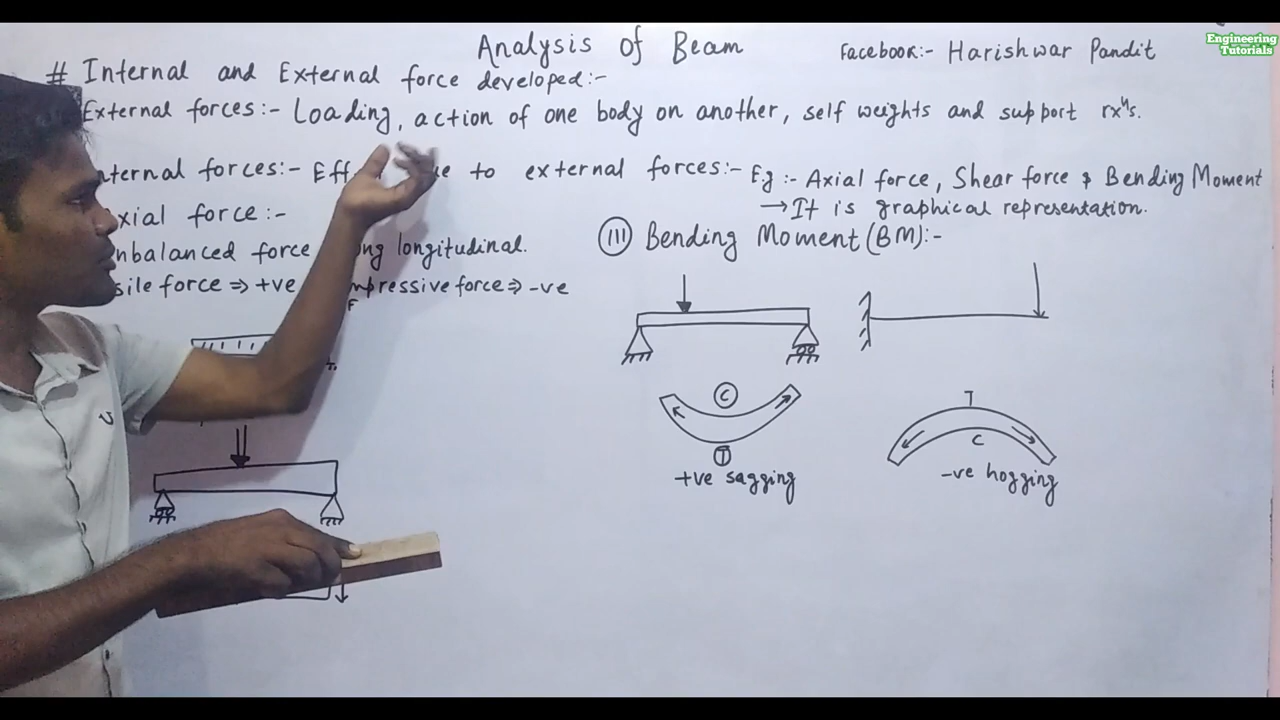 Analysis of Beam
Facebook:- Harishwar Pandit
Engineering
Tutorials
# Internal and External force developed:-
External forces:- Loading, action of one body on another, self weights and support rxⁿs.
nternal forces:- Eff to external forces:- Eg :- Axial force, Shear force & Bending Moment
→It is graphical representation.
xial force:-
nbalanced force ng longitudinal.
sile force ⇒ +ve mpressive force ⇒ -ve
F
III Bending Moment (BM):-
C
T
+ve sagging
T
C
-ve hogging